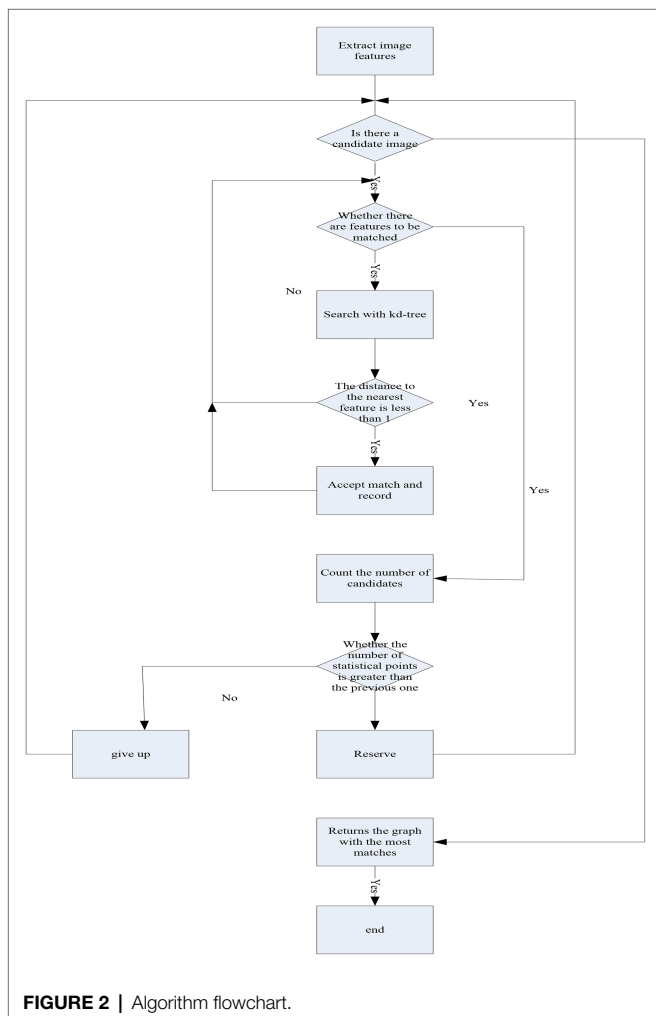 Extract image
features
Is there a
candidate image
Yes
Whether there
are features to be
matched
Yes
No
Search with kd-tree
The distance to
the nearest
feature is less
than 1
Yes
Yes
Accept match and
record
Yes
Count the number of
candidates
Whether the
number of
statistical points
is greater than
the previous one
No
give up
Reserve
Returns the graph
with the most
matches
Yes
end
FIGURE 2 | Algorithm flowchart.